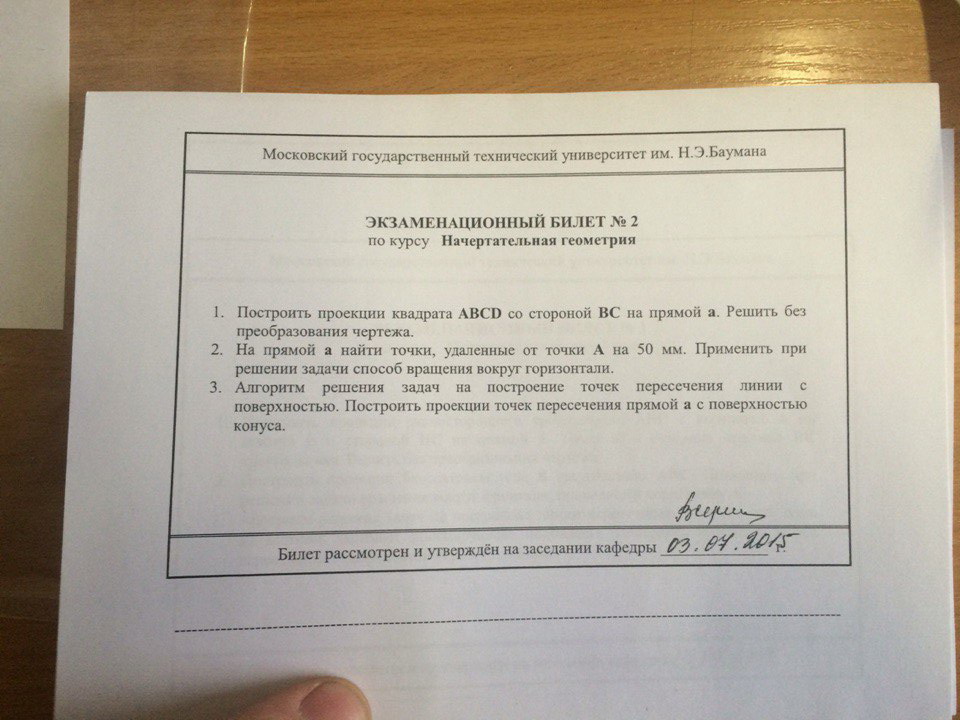 Московский государственный технический университет им. Н.Э.Баумана
ЭКЗАМЕНАЦИОННЫЙ БИЛЕТ № 2
по курсу Начертательная геометрия
1. Построить проекции квадрата ABCD со стороной BC на прямой a. Решить без
преобразования чертежа.
2. На прямой a найти точки, удаленные от точки A на 50 мм. Применить при
решении задачи способ вращения вокруг горизонтали.
3. Алгоритм решения задач на построение точек пересечения линии с
поверхностью. Построить проекции точек пересечения прямой a с поверхностью
конуса.
Билет рассмотрен и утверждён на заседании кафедры 03.07.2015